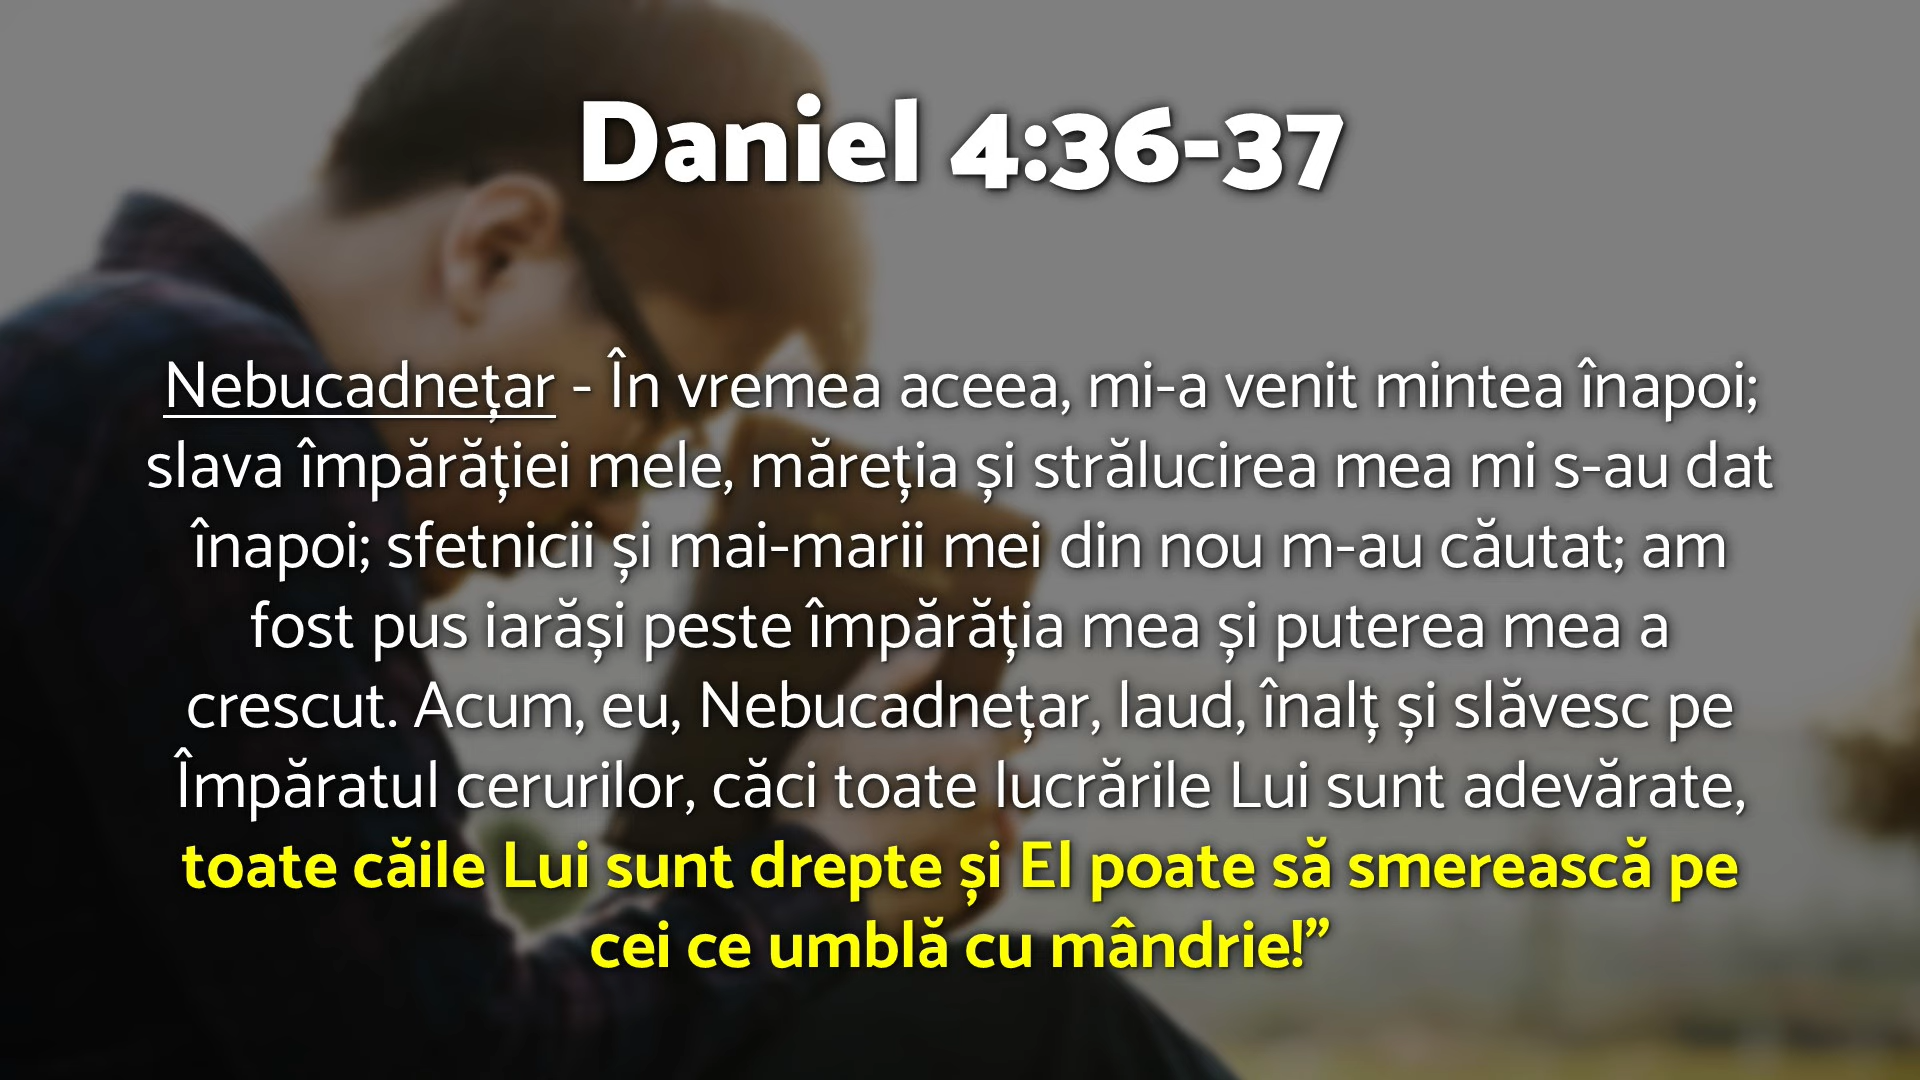 Daniel 4:36-37
Nebucadnețar - În vremea aceea, mi-a venit mintea înapoi;
slava împărăției mele, măreția și strălucirea mea mi s-au dat
înapoi; sfetnicii și mai-marii mei din nou m-au căutat; am
fost pus iarăși peste împărăția mea și puterea mea a
crescut. Acum, eu, Nebucadnețar, laud, înalț și slăvesc pe
Împăratul cerurilor, căci toate lucrările Lui sunt adevărate,
toate căile Lui sunt drepte și El poate să smerească pe
cei ce umblă cu mândrie!”